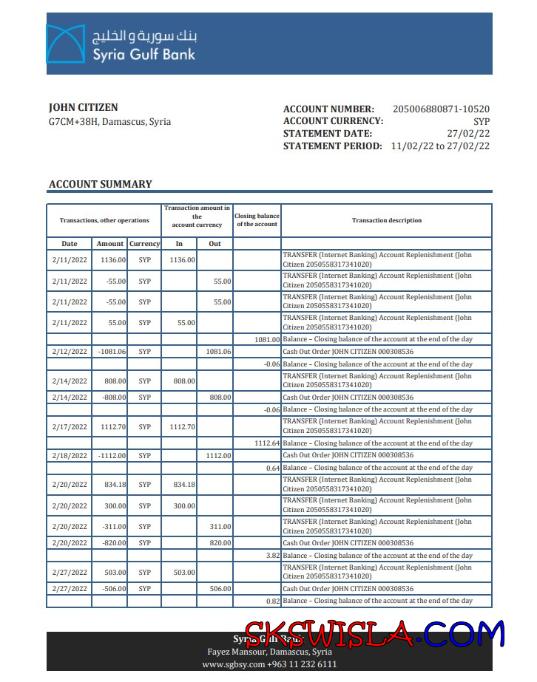 بنك سورية والخليج
Syria Gulf Bank
JOHN CITIZEN
G7CM+38H, Damascus, Syria
ACCOUNT NUMBER: 205006880871-10520
ACCOUNT CURRENCY: SYP
STATEMENT DATE: 27/02/22
STATEMENT PERIOD: 11/02/22 to 27/02/22
ACCOUNT SUMMARY
Transactions, other operations
Transaction amount in
the
account currency
Closing balance
of the account
Transaction description
Date Amount Currency In Out
2/11/2022 1136.00 SYP 1136.00 TRANSFER (Internet Banking) Account Replenishment (John
Citizen 2050558317341020)
2/11/2022 -55.00 SYP 55.00 TRANSFER (Internet Banking) Account Replenishment (John
Citizen 2050558317341020)
2/11/2022 -55.00 SYP 55.00 TRANSFER (Internet Banking) Account Replenishment (John
Citizen 2050558317341020)
2/11/2022 55.00 SYP 55.00 TRANSFER (Internet Banking) Account Replenishment (John
Citizen 2050558317341020)
1081.00 Balance – Closing balance of the account at the end of the day
2/12/2022 -1081.06 SYP 1081.06 Cash Out Order JOHN CITIZEN 000308536
-0.06 Balance – Closing balance of the account at the end of the day
2/14/2022 808.00 SYP 808.00 TRANSFER (Internet Banking) Account Replenishment (John
Citizen 2050558317341020)
2/14/2022 -808.00 SYP 808.00 Cash Out Order JOHN CITIZEN 000308536
-0.06 Balance – Closing balance of the account at the end of the day
2/17/2022 1112.70 SYP 1112.70 TRANSFER (Internet Banking) Account Replenishment (John
Citizen 2050558317341020)
1112.64 Balance – Closing balance of the account at the end of the day
2/18/2022 -1112.00 SYP 1112.00 Cash Out Order JOHN CITIZEN 000308536
0.64 Balance – Closing balance of the account at the end of the day
2/20/2022 834.18 SYP 834.18 TRANSFER (Internet Banking) Account Replenishment (John
Citizen 2050558317341020)
2/20/2022 300.00 SYP 300.00 TRANSFER (Internet Banking) Account Replenishment (John
Citizen 2050558317341020)
2/20/2022 -311.00 SYP 311.00 TRANSFER (Internet Banking) Account Replenishment (John
Citizen 2050558317341020)
2/20/2022 -820.00 SYP 820.00 Cash Out Order JOHN CITIZEN 000308536
3.82 Balance – Closing balance of the account at the end of the day
2/27/2022 503.00 SYP 503.00 TRANSFER (Internet Banking) Account Replenishment (John
Citizen 2050558317341020)
2/27/2022 -506.00 SYP 506.00 Cash Out Order JOHN CITIZEN 000308536
0.82 Balance – Closing balance of the account at the end of the day
SKSWISLA.COM
Syria Gulf Bank
Fayez Mansour, Damascus, Syria
www.sgbsy.com +963 11 232 6111